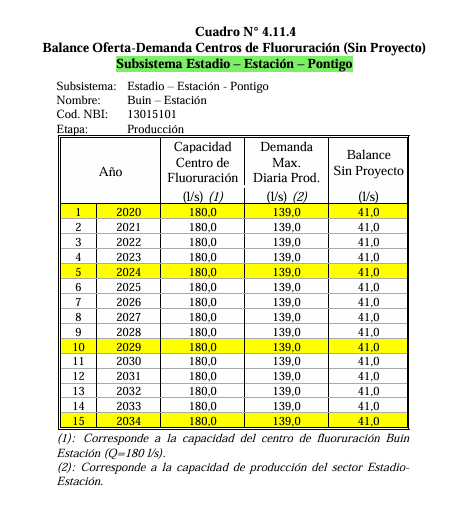 Cuadro N° 4.11.4
Balance Oferta-Demanda Centros de Fluoruración (Sin Proyecto)
Subsistema Estadio – Estación – Pontigo
Subsistema: Estadio – Estación - Pontigo
Nombre: Buin – Estación
Cod. NBI: 13015101
Etapa: Producción
Año Capacidad Centro de Fluoruración (l/s) (1) Demanda Max. Diaria Prod. (l/s) (2) Balance Sin Proyecto (l/s)
1 2020 180,0 139,0 41,0
2 2021 180,0 139,0 41,0
3 2022 180,0 139,0 41,0
4 2023 180,0 139,0 41,0
5 2024 180,0 139,0 41,0
6 2025 180,0 139,0 41,0
7 2026 180,0 139,0 41,0
8 2027 180,0 139,0 41,0
9 2028 180,0 139,0 41,0
10 2029 180,0 139,0 41,0
11 2030 180,0 139,0 41,0
12 2031 180,0 139,0 41,0
13 2032 180,0 139,0 41,0
14 2033 180,0 139,0 41,0
15 2034 180,0 139,0 41,0
(1): Corresponde a la capacidad del centro de fluoruración Buin
Estación (Q=180 l/s).
(2): Corresponde a la capacidad de producción del sector Estadio-
Estación.